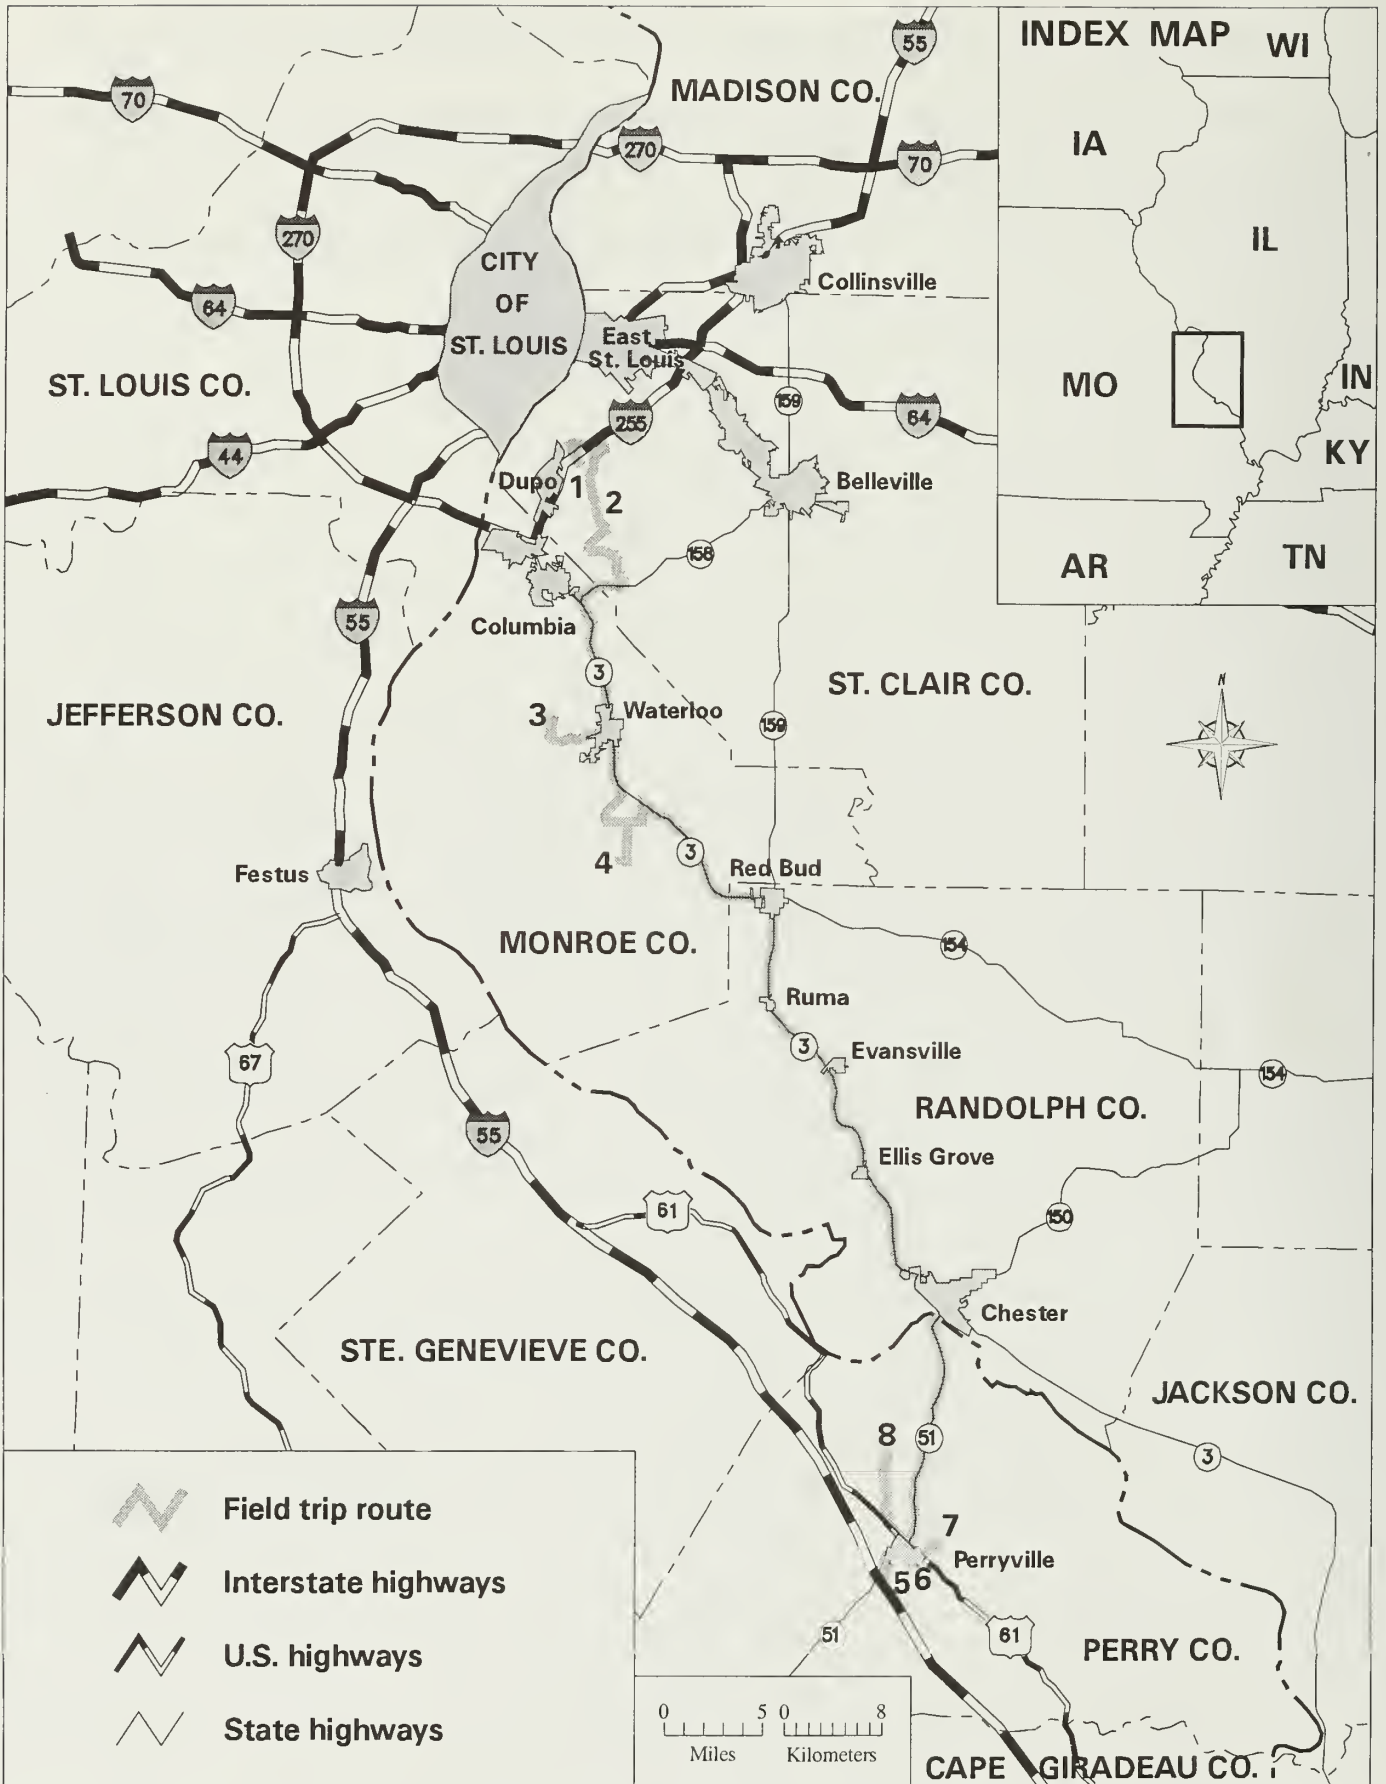 INDEX MAP
WI
IA
IL
MO
IN
KY
AR
TN
55
MADISON CO.
70
270
70
270
CITY
OF
ST. LOUIS
Collinsville
64
East
St. Louis
ST. LOUIS CO.
159
64
255
44
Dupo
1
2
Belleville
158
55
Columbia
3
ST. CLAIR CO.
N
JEFFERSON CO.
3
Waterloo
159
4
3
Festus
Red Bud
MONROE CO.
154
Ruma
3
Evansville
67
154
RANDOLPH CO.
55
Ellis Grove
61
150
Chester
STE. GENEVIEVE CO.
JACKSON CO.
8
51
3
7
Perryville
5 6
51
61
PERRY CO.
Field trip route
Interstate highways
U.S. highways
State highways
0 5 0 8
Miles Kilometers
CAPE GIRADEAU CO.